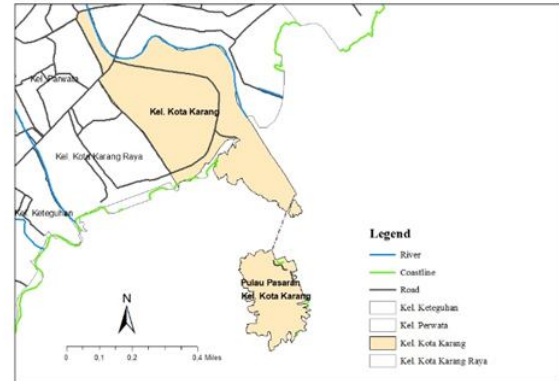 Kel. Parwata
Kel. Kota Karang
Kel. Kota Karang Raya
Kel. Keteguhan
Pulau Pasaran
Kel. Kota Karang
N
0 0,1 0,2 0,4 Miles
Legend
River
Coastline
Road
Kel. Keteguhan
Kel. Perwata
Kel. Kota Karang
Kel. Kota Karang Raya